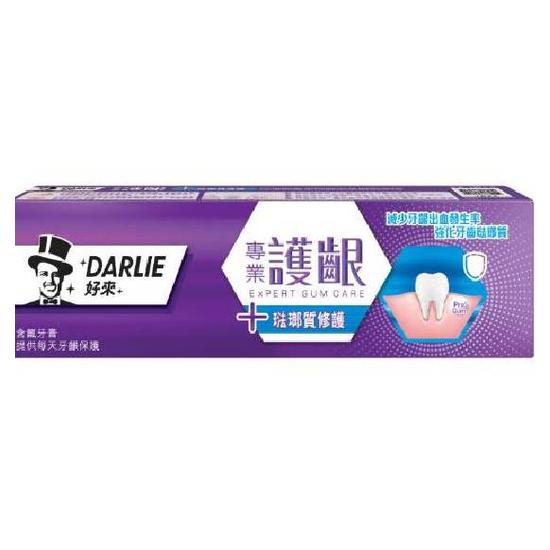 DARLIE
好來
含氟牙膏
提供每天牙齦保護
專業
護齦
EXPERT GUM CARE
+琺瑯質修護
減少牙齦出血發生率
強化牙齒琺瑯質
Pro
Gum